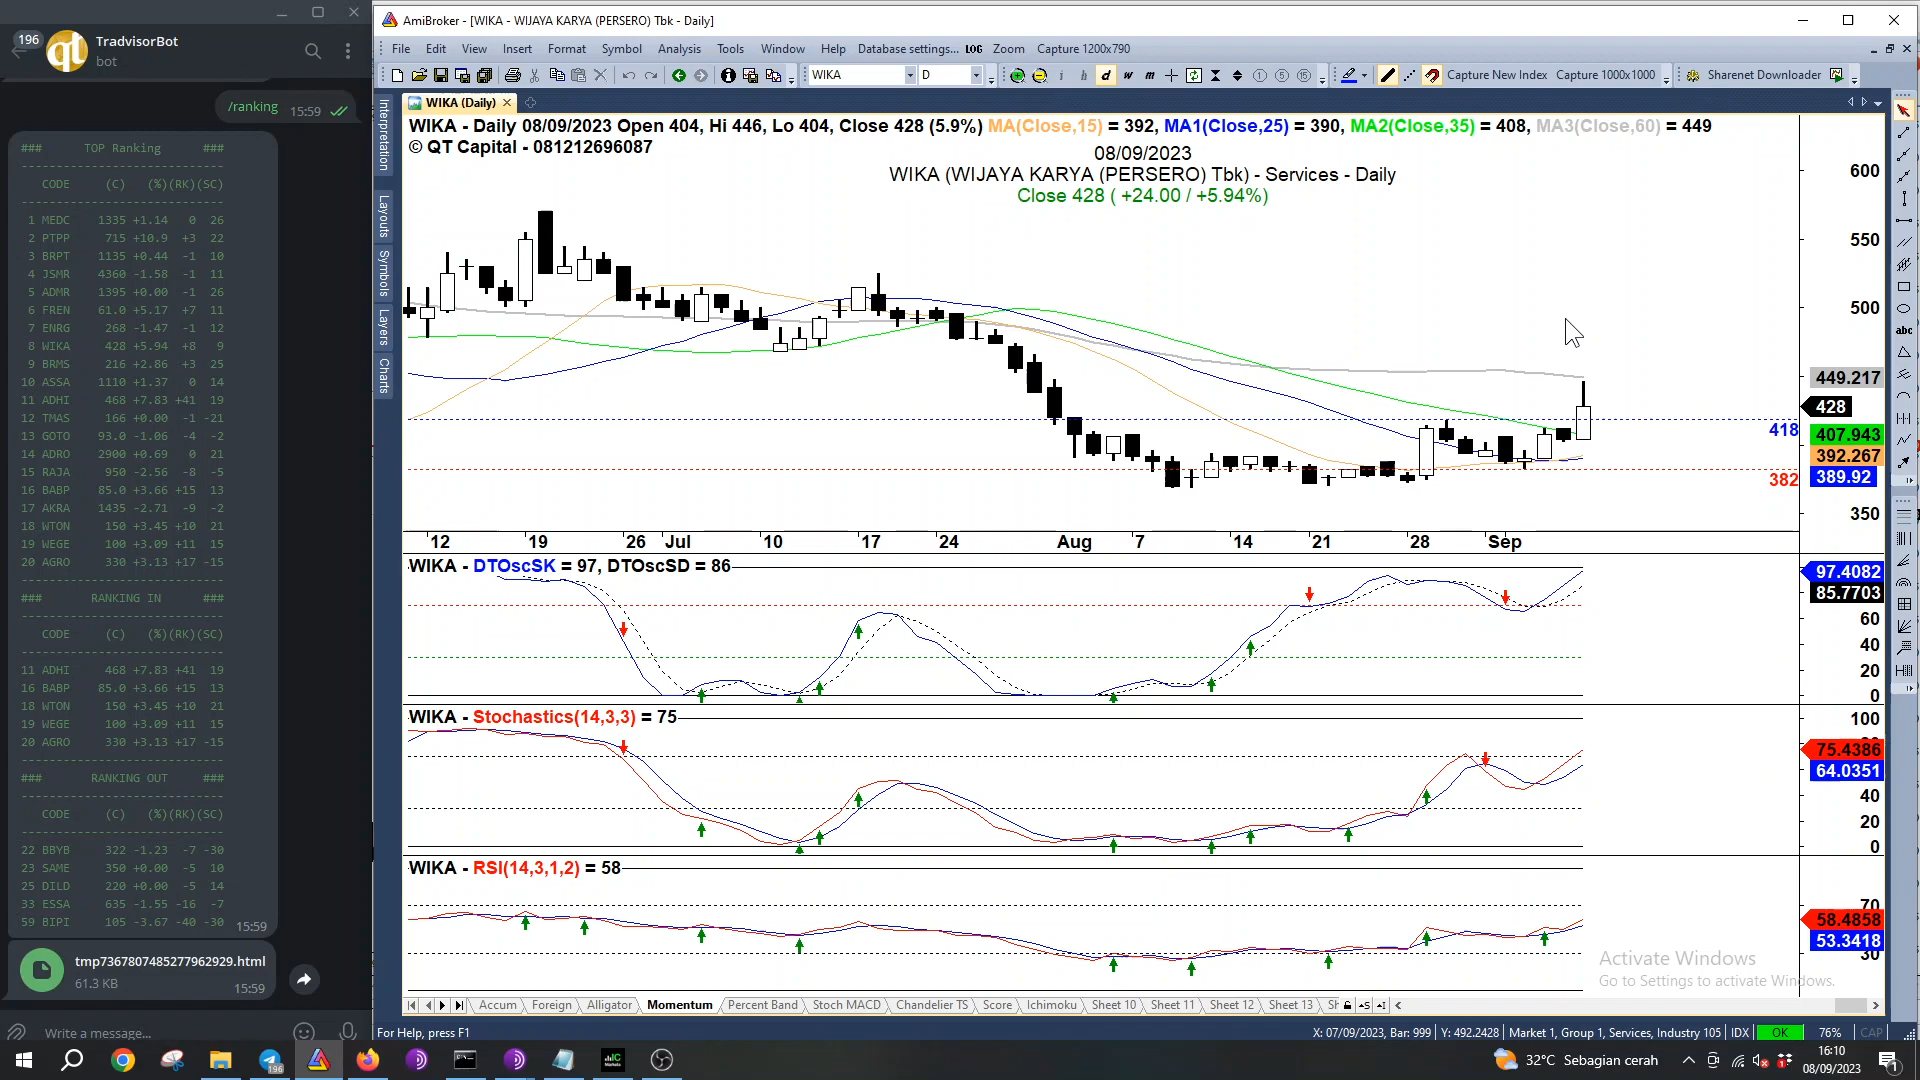 196
TradvisorBot
bot
/ranking 15:59
### TOP Ranking ###
CODE (C) (%)(RK)(SC)
1 MEDC 1335 +1.14 0 26
2 PTPP 715 +10.9 +3 22
3 BRPT 1135 +0.44 -1 10
4 JSMR 4360 -1.58 -1 11
5 ADMR 1395 +0.00 -1 26
6 FREN 61.0 +5.17 +7 11
7 ENRG 268 -1.47 -1 12
8 WIKA 428 +5.94 +8 9
9 BRMS 216 +2.86 +3 25
10 ASSA 1110 +1.37 0 14
11 ADHI 468 +7.83 +41 19
12 TMAS 166 +0.00 -1 -21
13 GOTO 93.0 -1.06 -4 -2
14 ADRO 2900 +0.69 0 21
15 RAJA 950 -2.56 -8 -5
16 BABP 85.0 +3.66 +15 13
17 AKRA 1435 -2.71 -9 -2
18 WTON 150 +3.45 +10 21
19 WEGE 100 +3.09 +11 15
20 AGRO 330 +3.13 +17 -15
### RANKING IN ###
CODE (C) (%)(RK)(SC)
11 ADHI 468 +7.83 +41 19
16 BABP 85.0 +3.66 +15 13
18 WTON 150 +3.45 +10 21
19 WEGE 100 +3.09 +11 15
20 AGRO 330 +3.13 +17 -15
### RANKING OUT ###
CODE (C) (%)(RK)(SC)
22 BBYB 322 -1.23 -7 -30
23 SAME 350 +0.00 -5 10
25 DILD 220 +0.00 -5 14
33 ESSA 635 -1.55 -16 -7
59 BIPI 105 -3.67 -40 -30
15:59
tmp7367807485277962929.html
61.3 KB 15:59
Write a message...
AmiBroker - [WIKA - WIJAYA KARYA (PERSERO) Tbk - Daily]
File Edit View Insert Format Symbol Analysis Tools Window Help Database settings... LOG Zoom Capture 1200x790
WIKA D i h d w m Capture New Index Capture 1000x1000 Sharenet Downloader
WIKA (Daily)
Interpretation
Layouts
Symbols
Layers
Charts
WIKA - Daily 08/09/2023 Open 404, Hi 446, Lo 404, Close 428 (5.9%) MA(Close,15) = 392, MA1(Close,25) = 390, MA2(Close,35) = 408, MA3(Close,60) = 449
© QT Capital - 081212696087
08/09/2023
WIKA (WIJAYA KARYA (PERSERO) Tbk) - Services - Daily
Close 428 ( +24.00 / +5.94%)
600
550
500
449.217
428
418
407.943
392.267
389.92
382
350
abc
12 19 26 Jul 10 17 24 Aug 7 14 21 28 Sep
WIKA - DTOscSK = 97, DTOscSD = 86
97.4082
85.7703
60
40
20
0
WIKA - Stochastics(14,3,3) = 75
100
75.4386
64.0351
40
20
0
WIKA - RSI(14,3,1,2) = 58
70
58.4858
53.3418
30
Activate Windows
Go to Settings to activate Windows.
Accum Foreign Alligator Momentum Percent Band Stoch MACD Chandelier TS Score Ichimoku Sheet 10 Sheet 11 Sheet 12 Sheet 13 Sh
For Help, press F1 X: 07/09/2023, Bar: 999 Y: 492.2428 Market 1, Group 1, Services, Industry 105 IDX OK 76% CAP
196 32°C Sebagian cerah 16:10
08/09/2023
1